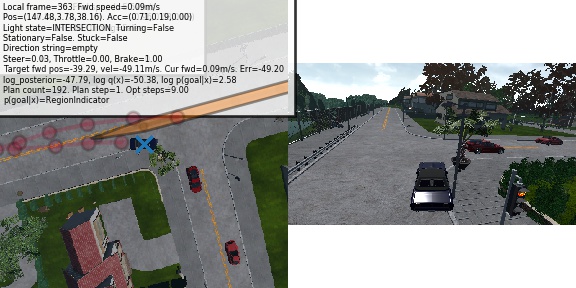 Local frame=363. Fwd speed=0.09m/s
Pos=(147.48,3.78,38.16). Acc=(0.71,0.19,0.00)
Light state=INTERSECTION. Turning=False
Stationary=False. Stuck=False
Direction string=empty
Steer=0.03, Throttle=0.00, Brake=1.00
Target fwd pos=-39.29, vel=-49.11m/s. Cur fwd=0.09m/s. Err=-49.20
log_posterior=-47.79, log q(x)=-50.38, log p(goal|x)=2.58
Plan count=192. Plan step=1. Opt steps=9.00
p(goal|x)=RegionIndicator